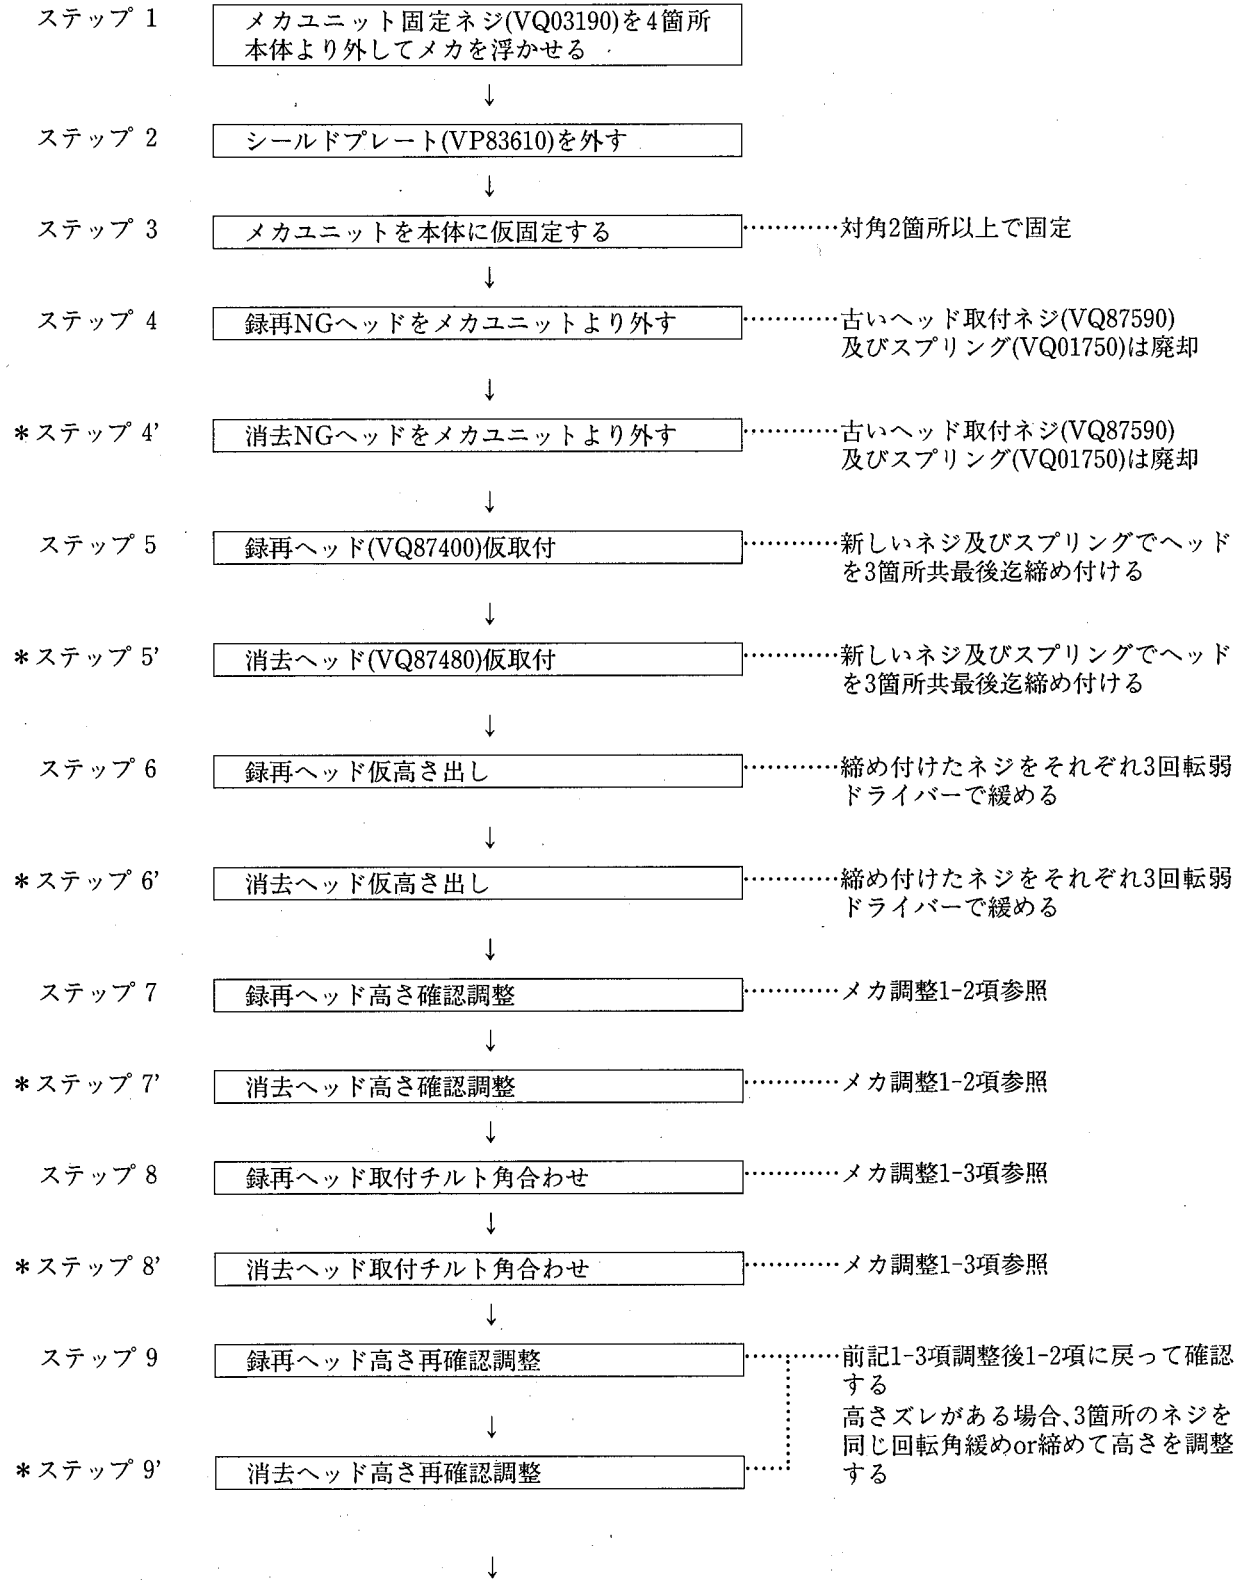 ステップ 1
メカユニット固定ネジ(VQ03190)を4箇所
本体より外してメカを浮かせる
↓
ステップ 2
シールドプレート(VP83610)を外す
↓
ステップ 3
メカユニットを本体に仮固定する
…………対角2箇所以上で固定
↓
ステップ 4
録再NGヘッドをメカユニットより外す
…………古いヘッド取付ネジ(VQ87590)
及びスプリング(VQ01750)は廃却
↓
*ステップ 4'
消去NGヘッドをメカユニットより外す
…………古いヘッド取付ネジ(VQ87590)
及びスプリング(VQ01750)は廃却
↓
ステップ 5
録再ヘッド(VQ87400)仮取付
…………新しいネジ及びスプリングでヘッド
を3箇所共最後迄締め付ける
↓
*ステップ 5'
消去ヘッド(VQ87480)仮取付
…………新しいネジ及びスプリングでヘッド
を3箇所共最後迄締め付ける
↓
ステップ 6
録再ヘッド仮高さ出し
…………締め付けたネジをそれぞれ3回転弱
ドライバーで緩める
↓
*ステップ 6'
消去ヘッド仮高さ出し
…………締め付けたネジをそれぞれ3回転弱
ドライバーで緩める
↓
ステップ 7
録再ヘッド高さ確認調整
…………メカ調整1-2項参照
↓
*ステップ 7'
消去ヘッド高さ確認調整
…………メカ調整1-2項参照
↓
ステップ 8
録再ヘッド取付チルト角合わせ
…………メカ調整1-3項参照
↓
*ステップ 8'
消去ヘッド取付チルト角合わせ
…………メカ調整1-3項参照
↓
ステップ 9
録再ヘッド高さ再確認調整
…………前記1-3項調整後1-2項に戻って確認
する
高さズレがある場合、3箇所のネジを
同じ回転角緩めor締めて高さを調整
する
↓
*ステップ 9'
消去ヘッド高さ再確認調整
↓